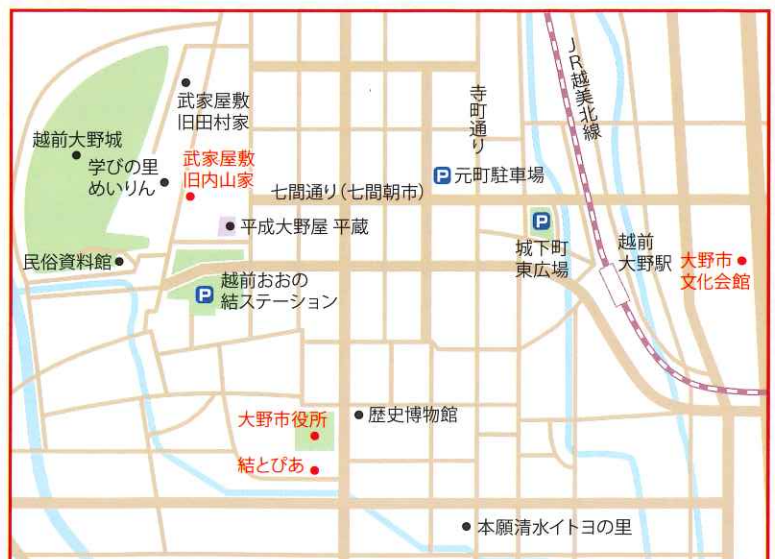 JR越美北線
寺町通り
武家屋敷
旧田村家
越前大野城
学びの里
めいりん
武家屋敷
旧内山家
P 元町駐車場
七間通り(七間朝市)
平成大野屋 平蔵
P
城下町
東広場
越前
大野駅
大野市
文化会館
民俗資料館
P
越前おおの
結ステーション
大野市役所
歴史博物館
結とぴあ
本願清水イトヨの里